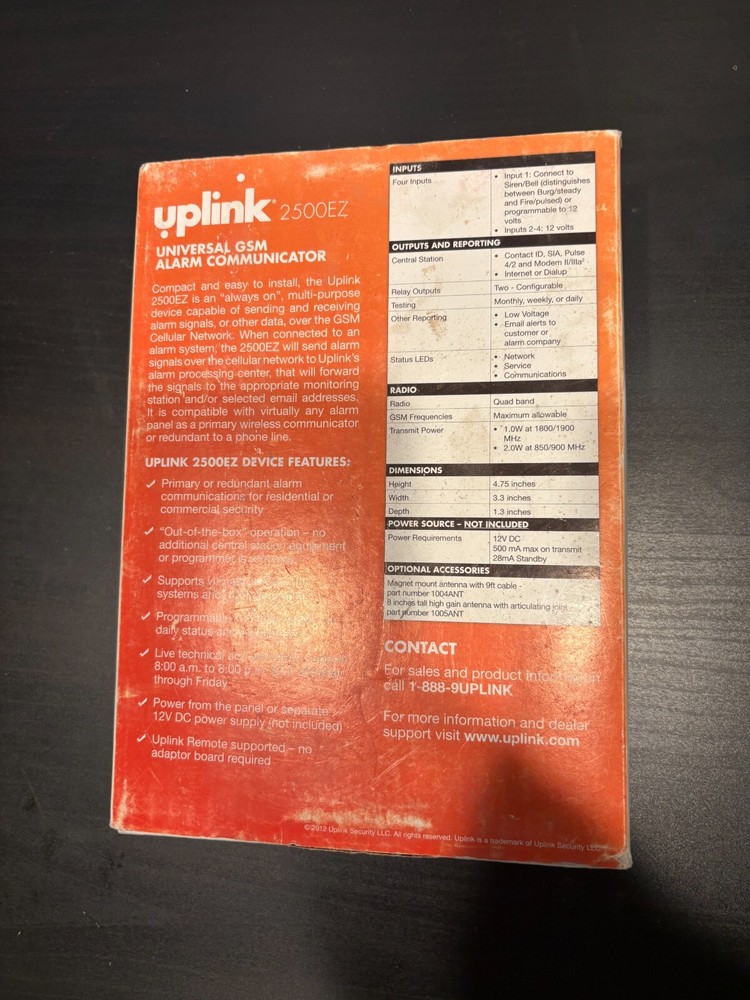 uplink® 2500EZ
UNIVERSAL GSM
ALARM COMMUNICATOR
Compact and easy to install, the Uplink
2500EZ is an "always on", multi-purpose
device capable of sending and receiving
alarm signals, or other data, over the GSM
Cellular Network. When connected to an
alarm system, the 2500EZ will send alarm
signals over the cellular network to Uplink's
alarm processing center, that will forward
the signals to the appropriate monitoring
station and/or selected email addresses.
It is compatible with virtually any alarm
panel as a primary wireless communicator
or redundant to a phone line.
UPLINK 2500EZ DEVICE FEATURES:
✓ Primary or redundant alarm
communications for residential or
commercial security
✓ "Out-of-the-box" operation – no
additional central station equipment
or programmer is
✓ Supports
systems and
✓ Programmable
daily status
✓ Live technical
8:00 a.m. to 8:00 p
through Friday
✓ Power from the panel or separate
12V DC power supply (not included)
✓ Uplink Remote supported – no
adaptor board required
INPUTS
Four Inputs
• Input 1: Connect to
Siren/Bell (distinguishes
between Burg/steady
and Fire/pulsed) or
programmable to 12
volts
• Inputs 2-4: 12 volts
OUTPUTS AND REPORTING
Central Station
• Contact ID, SIA, Pulse
4/2 and Modem II/IIIa²
• Internet or Dialup
Relay Outputs Two - Configurable
Testing Monthly, weekly, or daily
Other Reporting
• Low Voltage
• Email alerts to
customer or
alarm company
Status LEDs
• Network
• Service
• Communications
RADIO
Radio Quad band
GSM Frequencies Maximum allowable
Transmit Power
• 1.0W at 1800/1900
MHz
• 2.0W at 850/900 MHz
DIMENSIONS
Height 4.75 inches
Width 3.3 inches
Depth 1.3 inches
POWER SOURCE – NOT INCLUDED
Power Requirements 12V DC
500 mA max on transmit
28mA Standby
OPTIONAL ACCESSORIES
Magnet mount antenna with 9ft cable -
part number 1004ANT
8 inches tall high gain antenna with articulating joint
part number 1005ANT
CONTACT
For sales and product information
call 1-888-9UPLINK
For more information and dealer
support visit www.uplink.com
©2012 Uplink Security LLC. All rights reserved. Uplink is a trademark of Uplink Security LLC